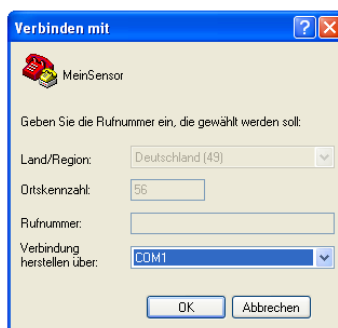 Verbinden mit
MeinSensor
Geben Sie die Rufnummer ein, die gewählt werden soll:
Land/Region: Deutschland (49)
Ortskennzahl: 56
Rufnummer:
Verbindung
herstellen über: COM1
OK Abbrechen